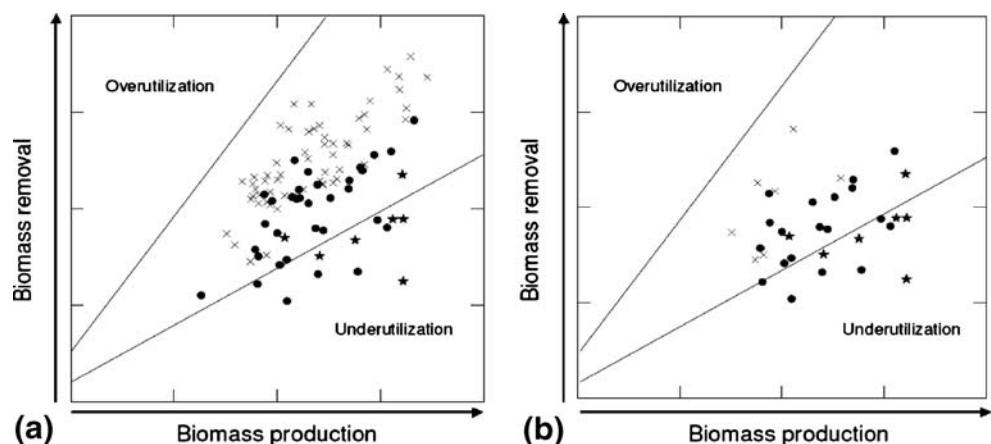 Overutilization
Underutilization
Biomass removal
Biomass production
(a)
Overutilization
Underutilization
Biomass removal
Biomass production
(b)